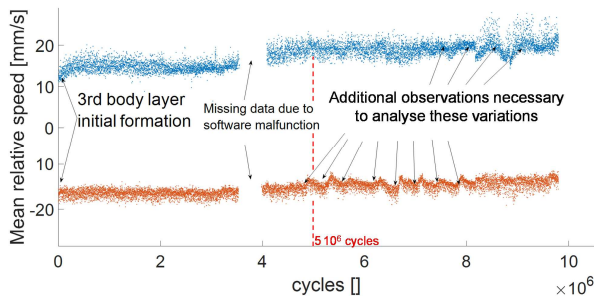 Mean relative speed [mm/s]
20
10
0
10
-20
3rd body layer
initial formation
Missing data due to
software malfunction
Additional observations necessary
to analyse these variations
5 10⁶ cycles
0
2
4
6
8
10
cycles []
×10⁶